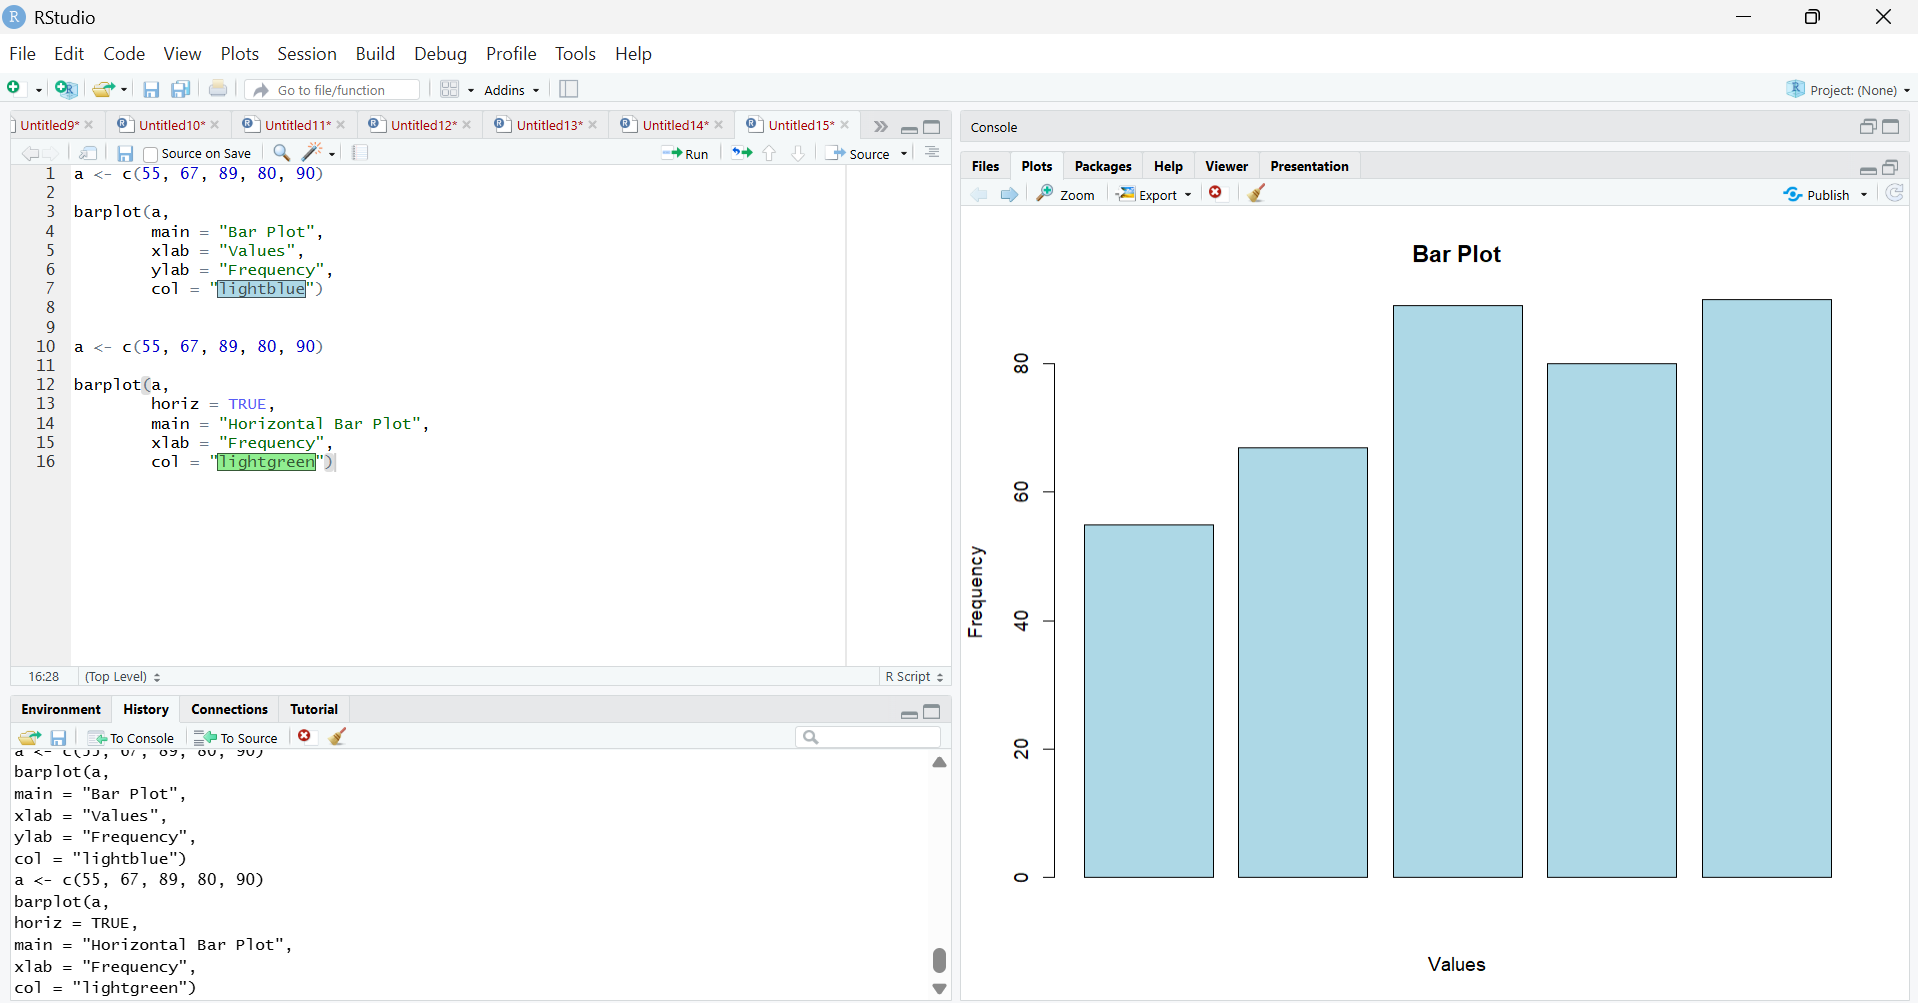 RStudio
File Edit Code View Plots Session Build Debug Profile Tools Help
Go to file/function Addins Project: (None)
Untitled9* Untitled10* Untitled11* Untitled12* Untitled13* Untitled14* Untitled15*
Source on Save Run Source
1 a <- c(55, 67, 89, 80, 90)
2
3 barplot(a,
4 main = "Bar Plot",
5 xlab = "Values",
6 ylab = "Frequency",
7 col = "lightblue")
8
9
10 a <- c(55, 67, 89, 80, 90)
11
12 barplot(a,
13 horiz = TRUE,
14 main = "Horizontal Bar Plot",
15 xlab = "Frequency",
16 col = "lightgreen")
16:28 (Top Level) R Script
Environment History Connections Tutorial
To Console To Source
a <- c(55, 67, 89, 80, 90)
barplot(a,
main = "Bar Plot",
xlab = "Values",
ylab = "Frequency",
col = "lightblue")
a <- c(55, 67, 89, 80, 90)
barplot(a,
horiz = TRUE,
main = "Horizontal Bar Plot",
xlab = "Frequency",
col = "lightgreen")
Console
Files Plots Packages Help Viewer Presentation
Zoom Export Publish
Bar Plot
80
60
40
20
0
Frequency
Values